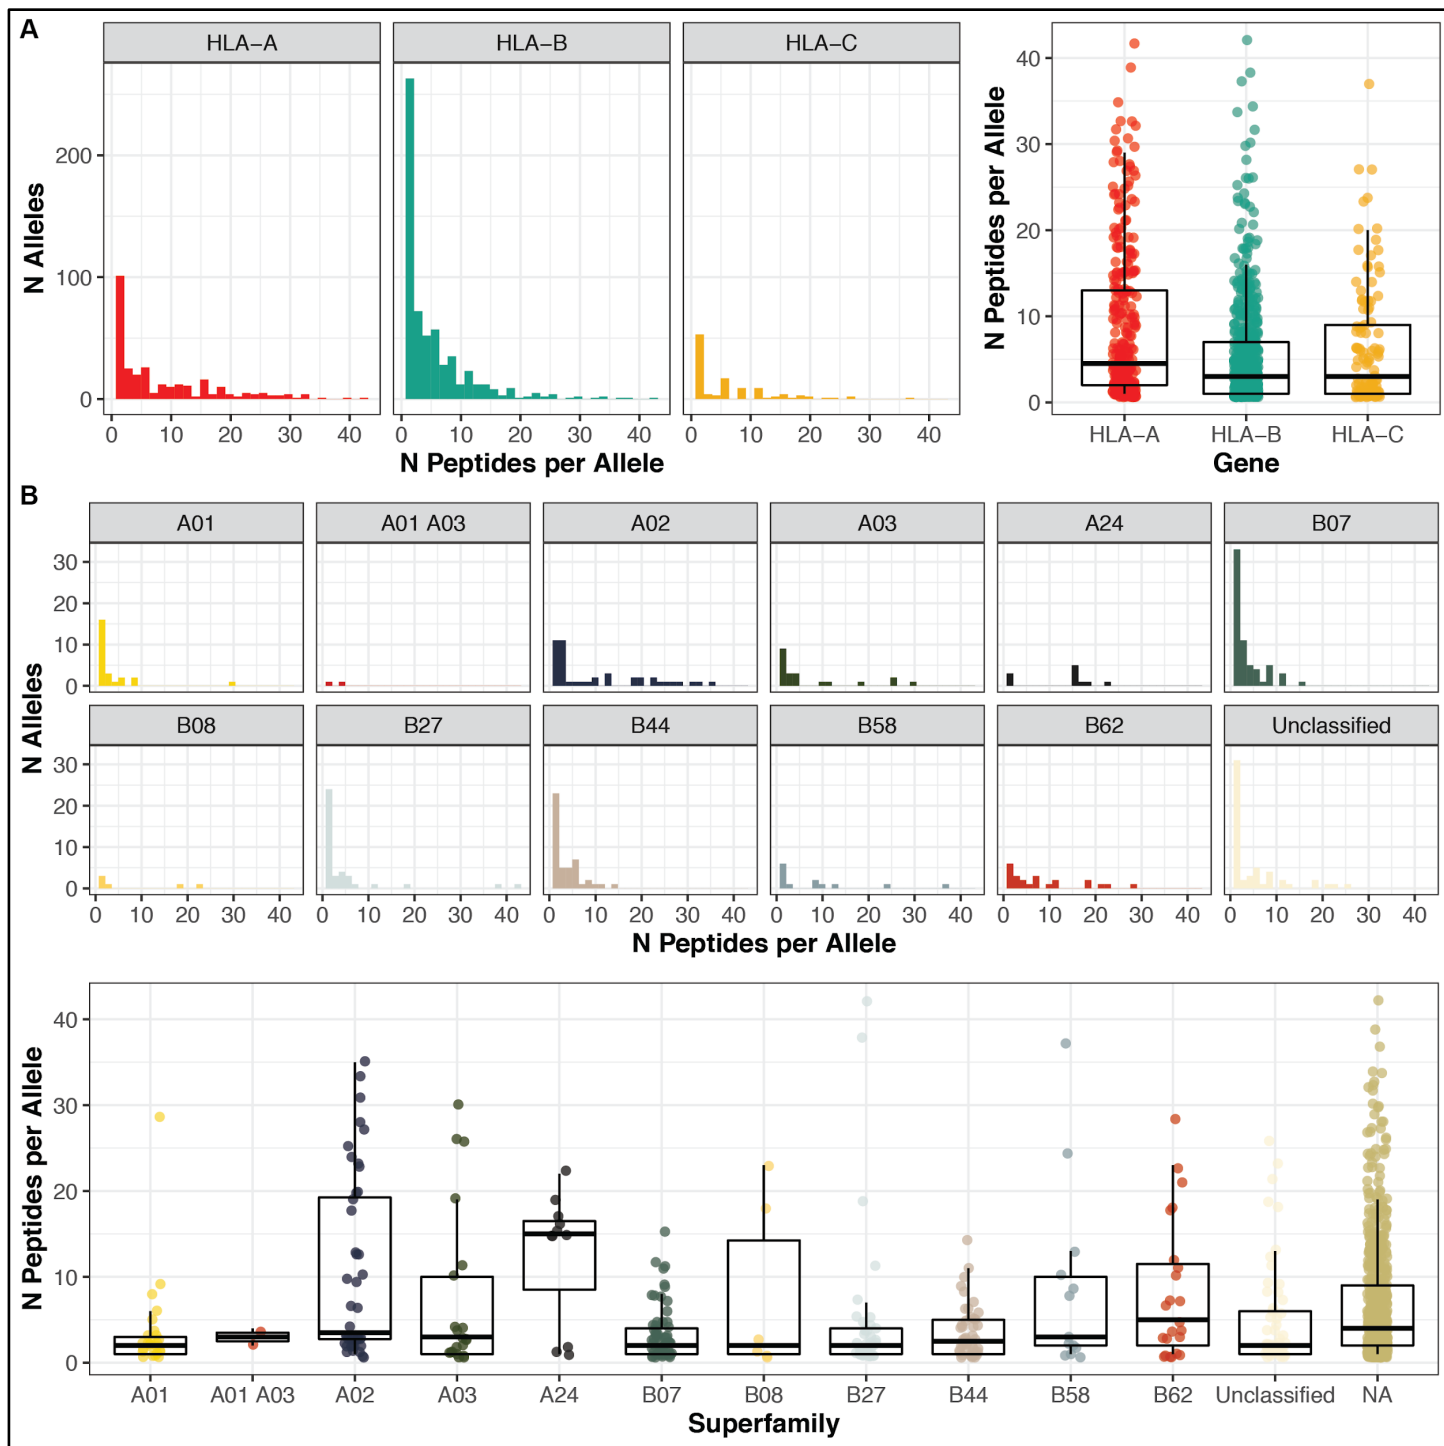 A
HLA−A HLA−B HLA−C
N Alleles
200
100
0
0 10 20 30 40 0 10 20 30 40 0 10 20 30 40
N Peptides per Allele
N Peptides per Allele
40
30
20
10
0
HLA−A HLA−B HLA−C
Gene
B
A01 A01 A03 A02 A03 A24 B07
N Alleles
30
20
10
0
B08 B27 B44 B58 B62 Unclassified
N Alleles
30
20
10
0
0 10 20 30 40 0 10 20 30 40 0 10 20 30 40 0 10 20 30 40 0 10 20 30 40 0 10 20 30 40
N Peptides per Allele
N Peptides per Allele
40
30
20
10
0
A01 A01 A03 A02 A03 A24 B07 B08 B27 B44 B58 B62 Unclassified NA
Superfamily